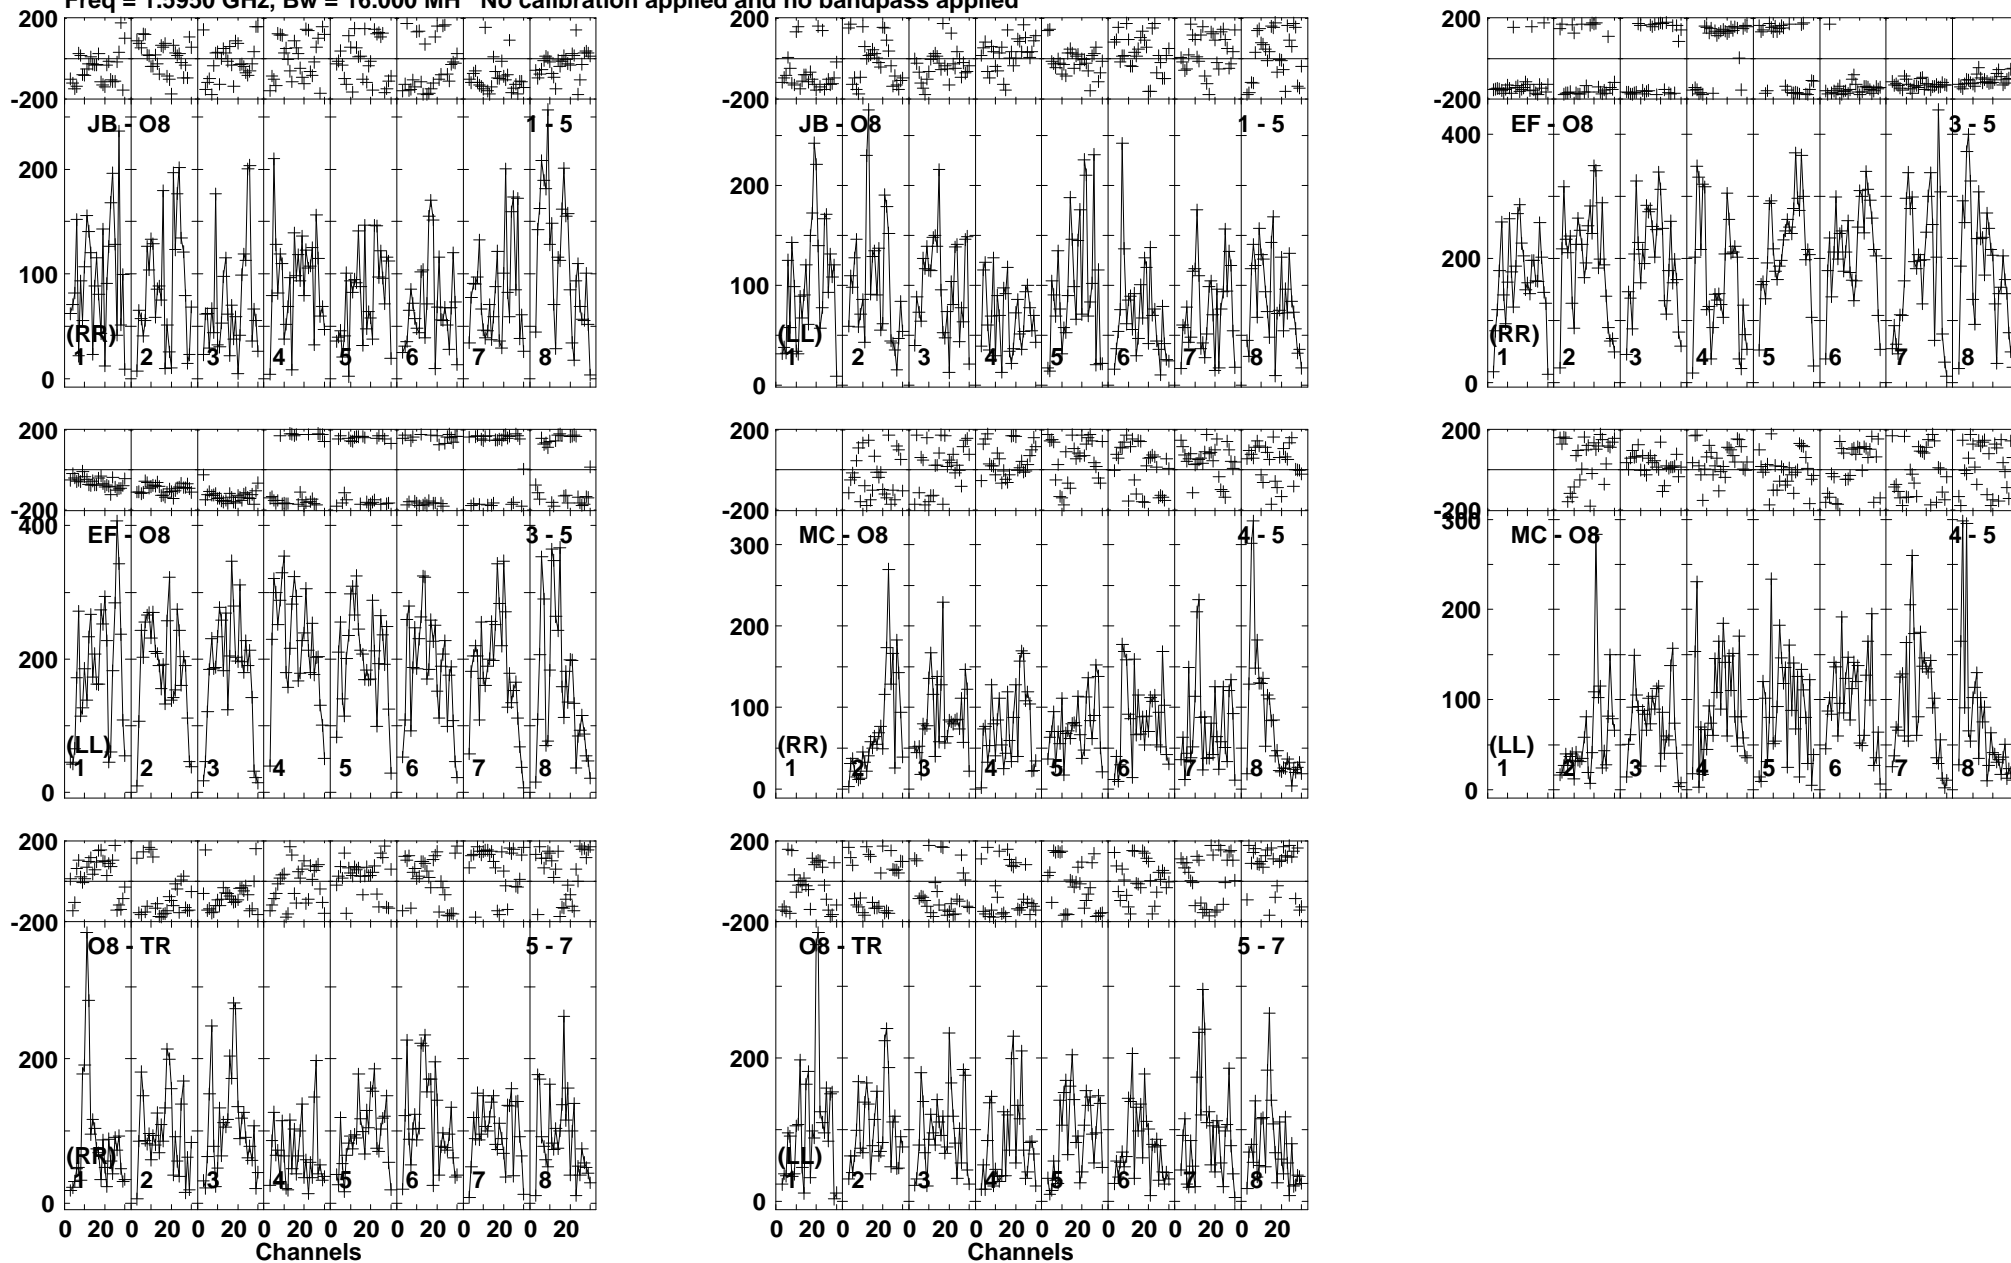 Freq = 1.5950 GHz, Bw = 16.000 MH No calibration applied and no bandpass applied
200
-200
JB - O8 1 - 5
200
100
0
(RR)
1 2 3 4 5 6 7 8
200
-200
JB - O8 1 - 5
200
100
0
(LL)
1 2 3 4 5 6 7 8
200
-200
EF - O8 3 - 5
400
200
0
(RR)
1 2 3 4 5 6 7 8
200
-200
EF - O8 3 - 5
400
200
0
(LL)
1 2 3 4 5 6 7 8
200
-200
MC - O8 4 - 5
300
200
100
0
(RR)
1 2 3 4 5 6 7 8
200
-200
MC - O8 4 - 5
300
200
100
0
(LL)
1 2 3 4 5 6 7 8
200
-200
O8 - TR 5 - 7
200
0
(RR)
1 2 3 4 5 6 7 8
0 20 0 20 0 20 0 20 0 20 0 20 0 20 0 20
Channels
200
-200
O8 - TR 5 - 7
200
0
(LL)
1 2 3 4 5 6 7 8
0 20 0 20 0 20 0 20 0 20 0 20 0 20 0 20
Channels